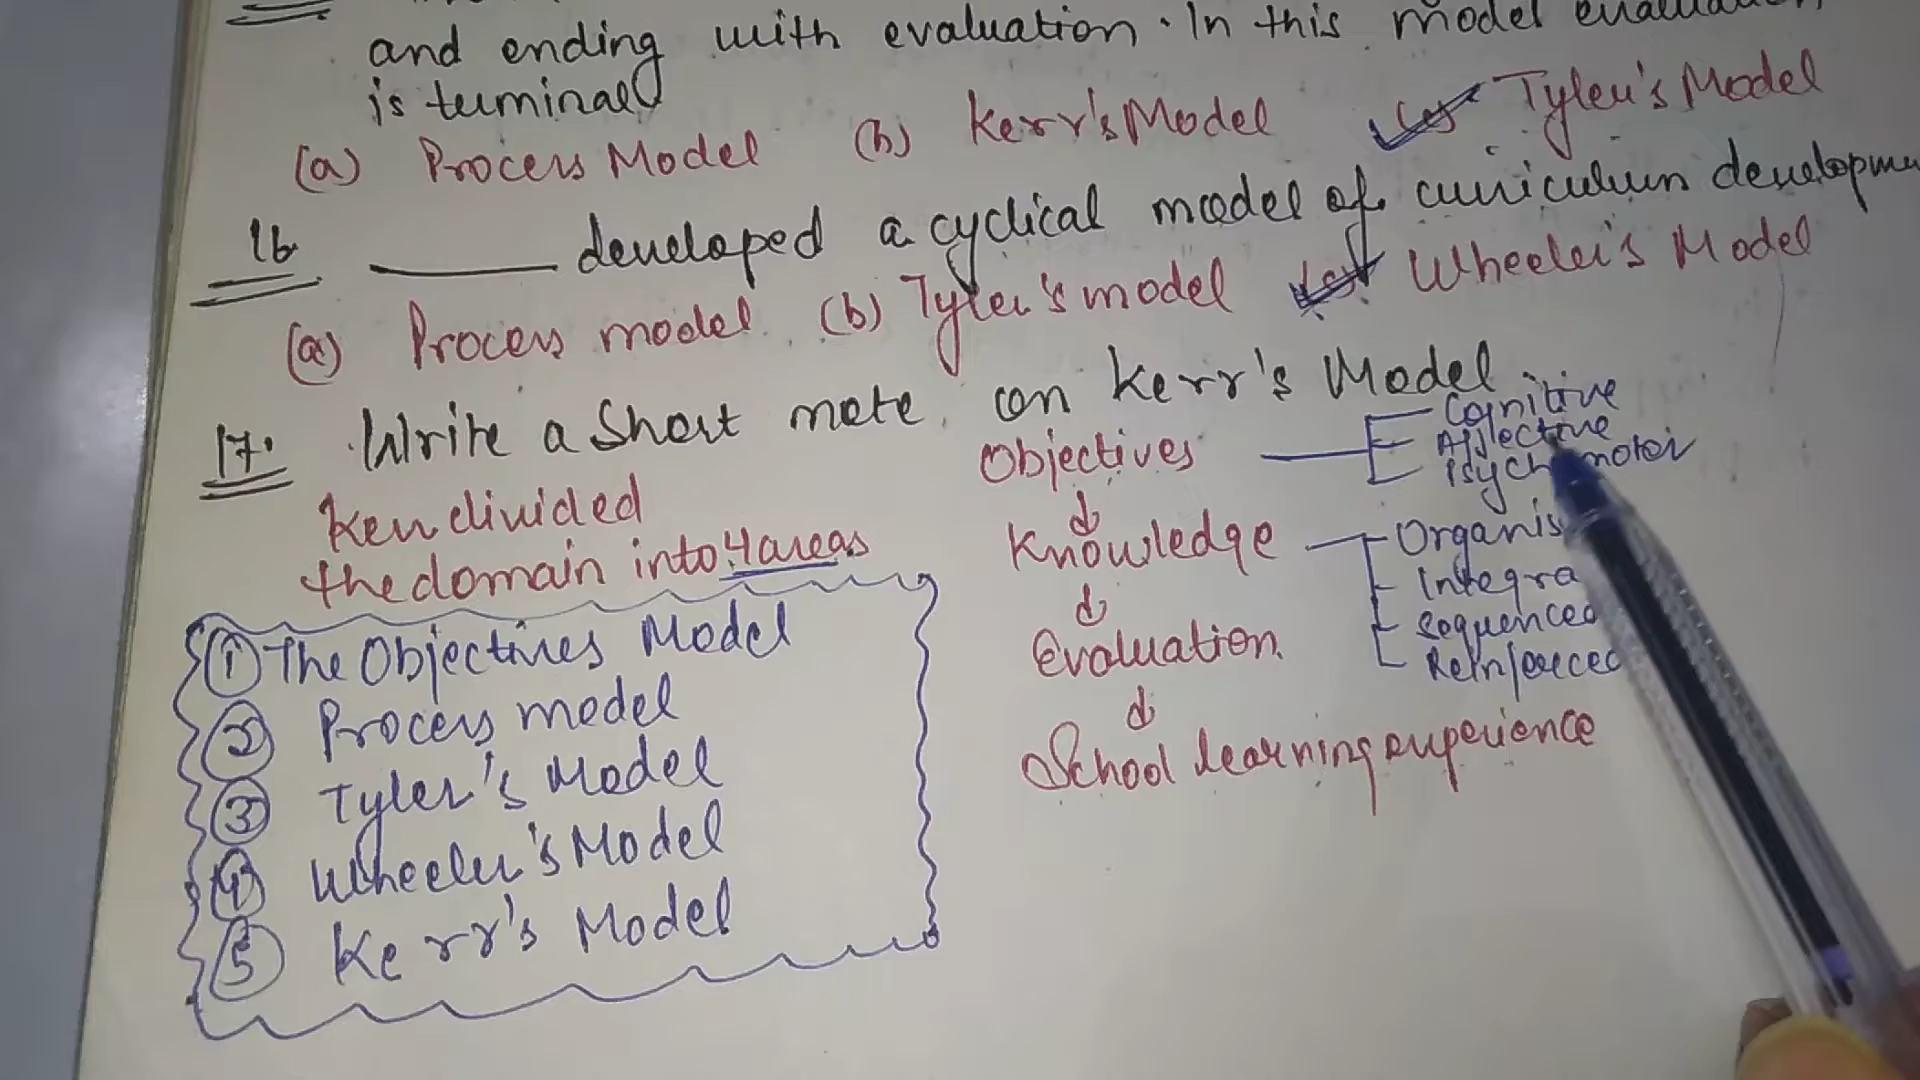 and ending with evaluation. In this model evaluation
is terminal
(a) Process Model (b) Kerr's Model (c) Tyler's Model
16 ______ developed a cyclical model of curriculum developme
(a) Process model (b) Tyler's model (c) Wheeler's Model
17. Write a Short note on Kerr's Model.
Kerr divided
the domain into 4 areas
① The Objectives Model
② Process model
③ Tyler's Model
④ Wheeler's Model
⑤ Kerr's Model
Objectives
Cognitive
Affective
Psychomotor
Knowledge
Organis
Integra
Sequenced
Reinforced
Evaluation
School learning experience